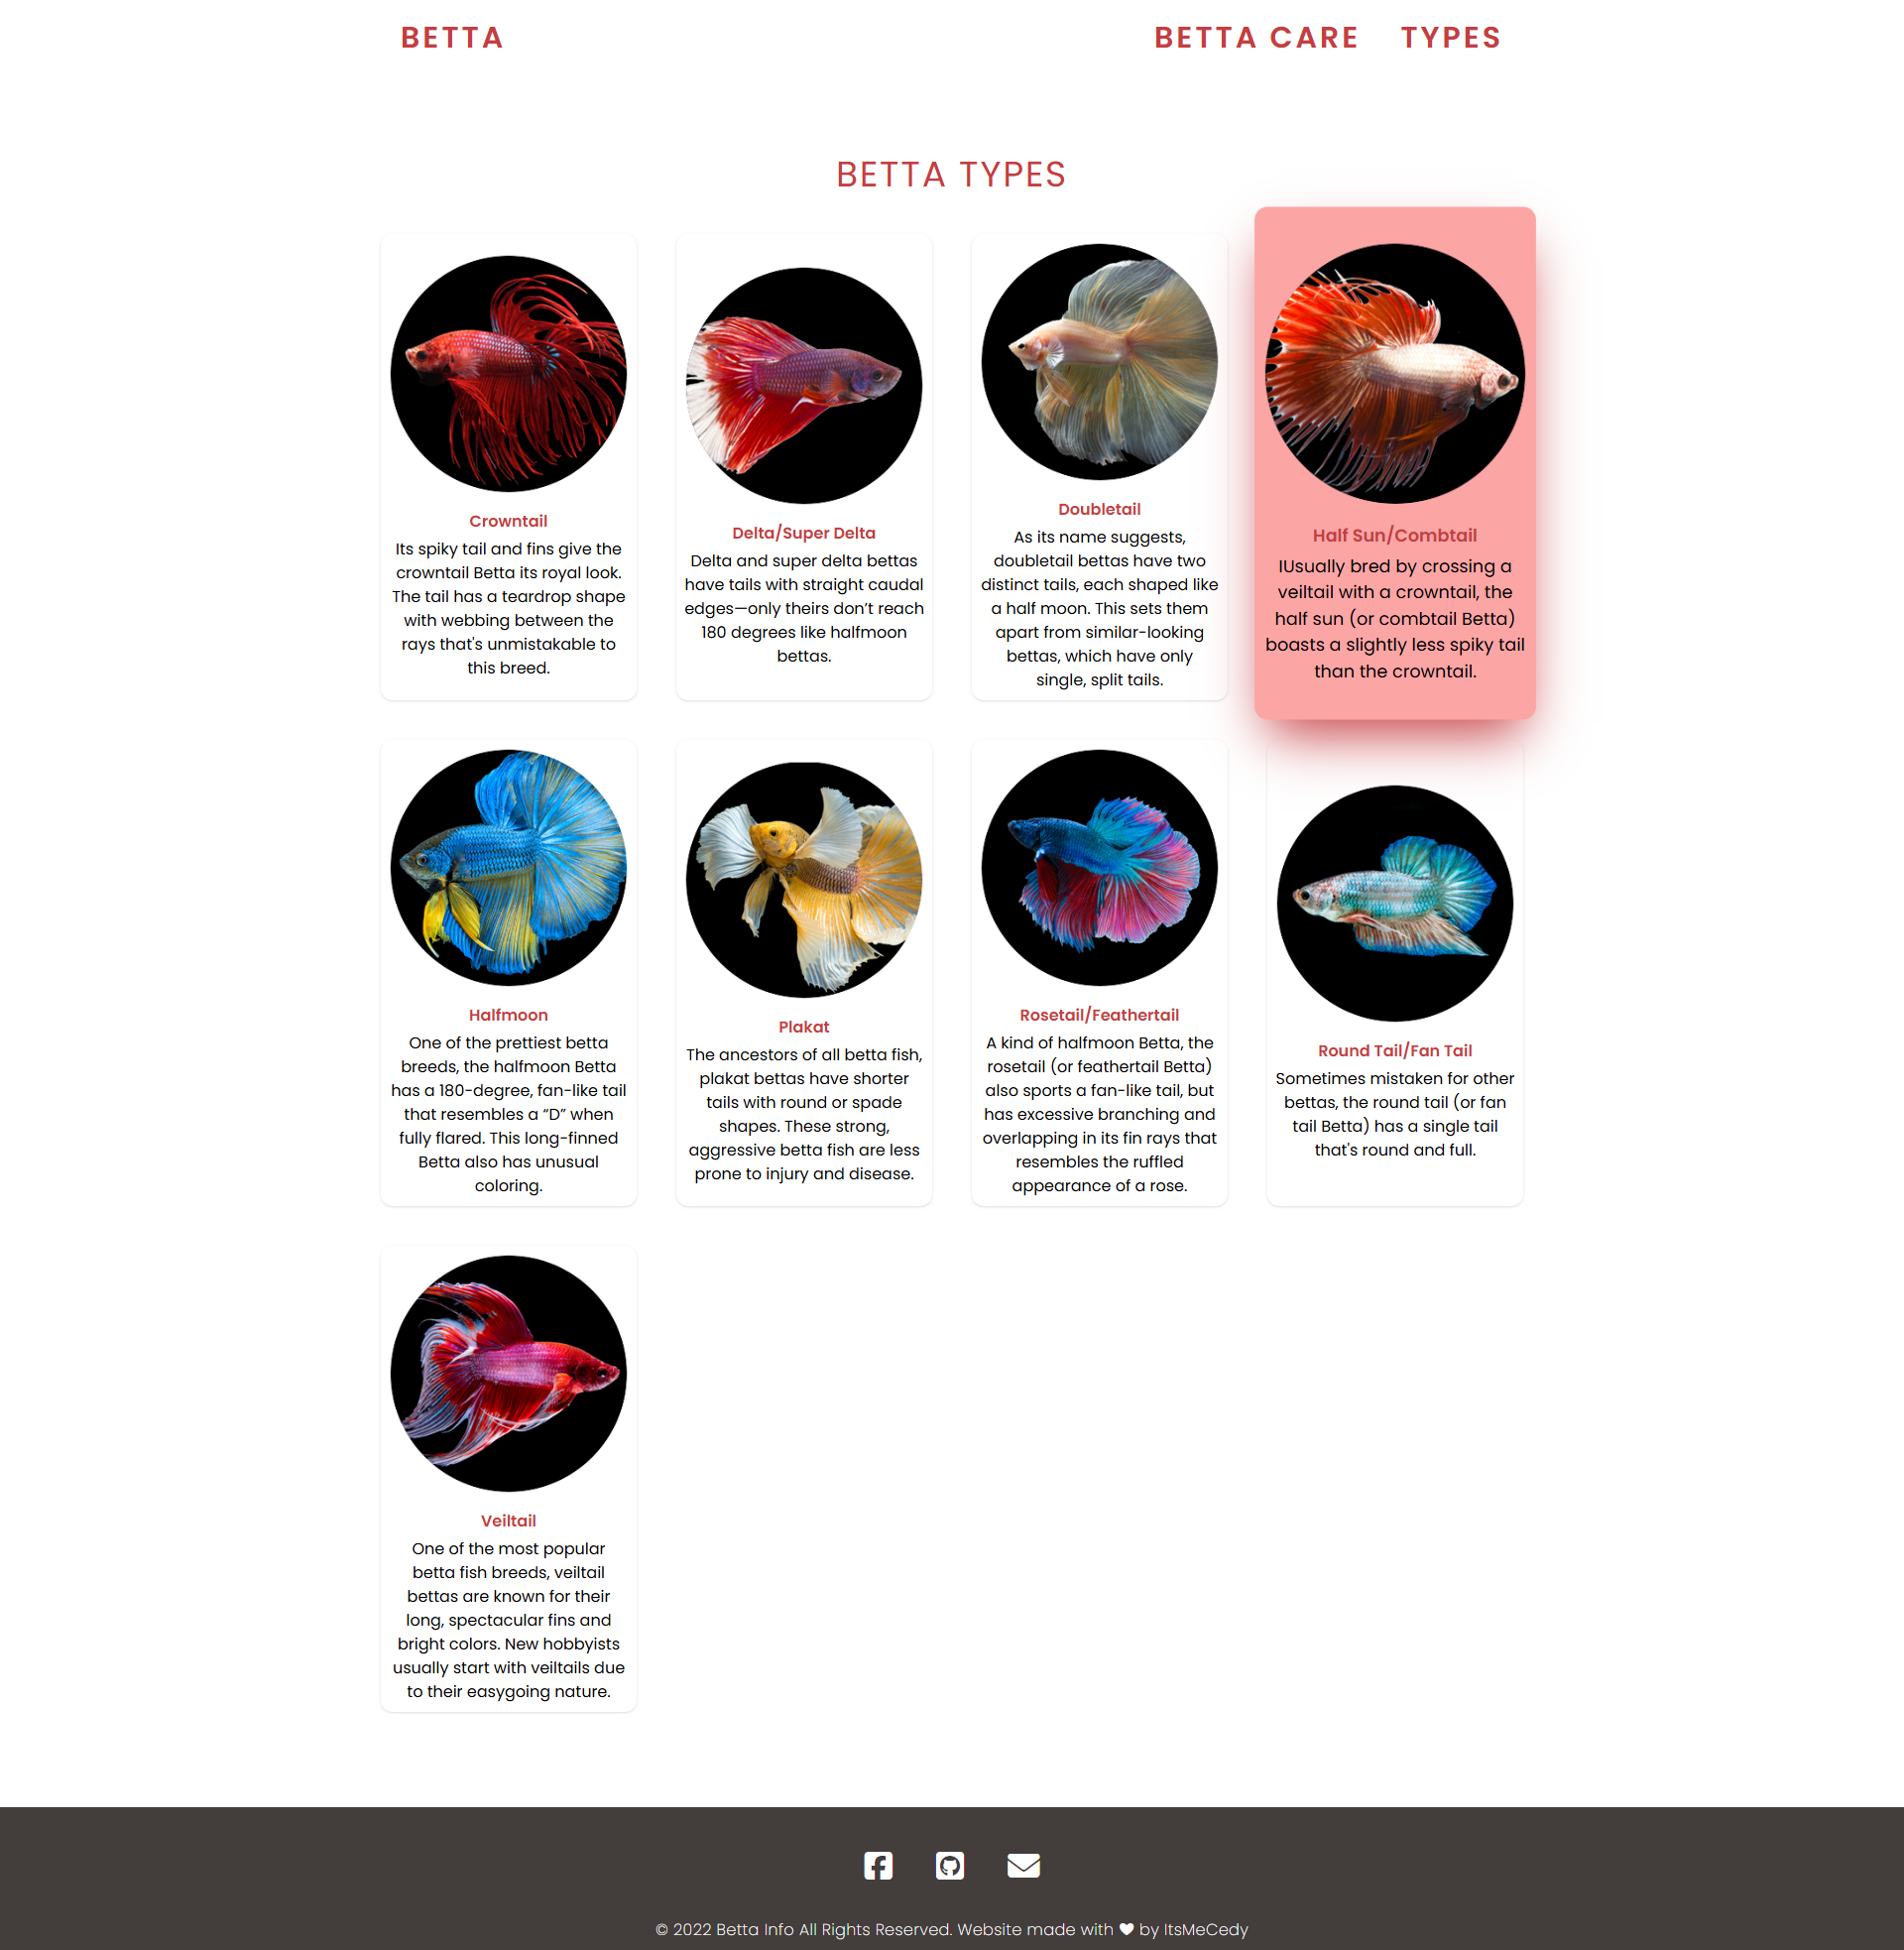 BETTA
BETTA CARE
TYPES
BETTA TYPES
Crowntail
Its spiky tail and fins give the
crowntail Betta its royal look.
The tail has a teardrop shape
with webbing between the
rays that's unmistakable to
this breed.
Delta/Super Delta
Delta and super delta bettas
have tails with straight caudal
edges—only theirs don’t reach
180 degrees like halfmoon
bettas.
Doubletail
As its name suggests,
doubletail bettas have two
distinct tails, each shaped like
a half moon. This sets them
apart from similar-looking
bettas, which have only
single, split tails.
Half Sun/Combtail
IUsually bred by crossing a
veiltail with a crowntail, the
half sun (or combtail Betta)
boasts a slightly less spiky tail
than the crowntail.
Halfmoon
One of the prettiest betta
breeds, the halfmoon Betta
has a 180-degree, fan-like tail
that resembles a “D” when
fully flared. This long-finned
Betta also has unusual
coloring.
Plakat
The ancestors of all betta fish,
plakat bettas have shorter
tails with round or spade
shapes. These strong,
aggressive betta fish are less
prone to injury and disease.
Rosetail/Feathertail
A kind of halfmoon Betta, the
rosetail (or feathertail Betta)
also sports a fan-like tail, but
has excessive branching and
overlapping in its fin rays that
resembles the ruffled
appearance of a rose.
Round Tail/Fan Tail
Sometimes mistaken for other
bettas, the round tail (or fan
tail Betta) has a single tail
that's round and full.
Veiltail
One of the most popular
betta fish breeds, veiltail
bettas are known for their
long, spectacular fins and
bright colors. New hobbyists
usually start with veiltails due
to their easygoing nature.
© 2022 Betta Info All Rights Reserved. Website made with ♥ by ItsMeCedy